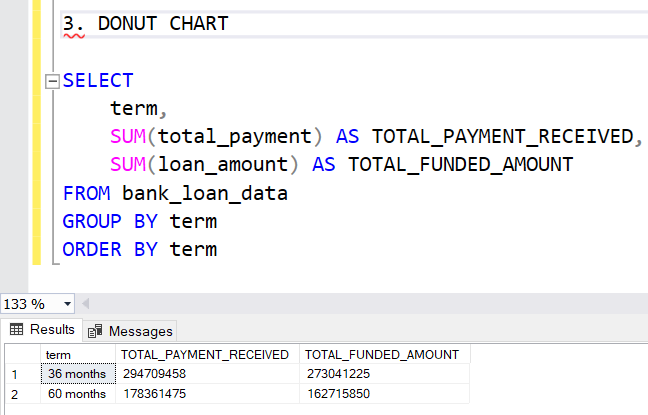 3. DONUT CHART
SELECT
term,
SUM(total_payment) AS TOTAL_PAYMENT_RECEIVED,
SUM(loan_amount) AS TOTAL_FUNDED_AMOUNT
FROM bank_loan_data
GROUP BY term
ORDER BY term
133 %
Results Messages
term TOTAL_PAYMENT_RECEIVED TOTAL_FUNDED_AMOUNT
1 36 months 294709458 273041225
2 60 months 178361475 162715850